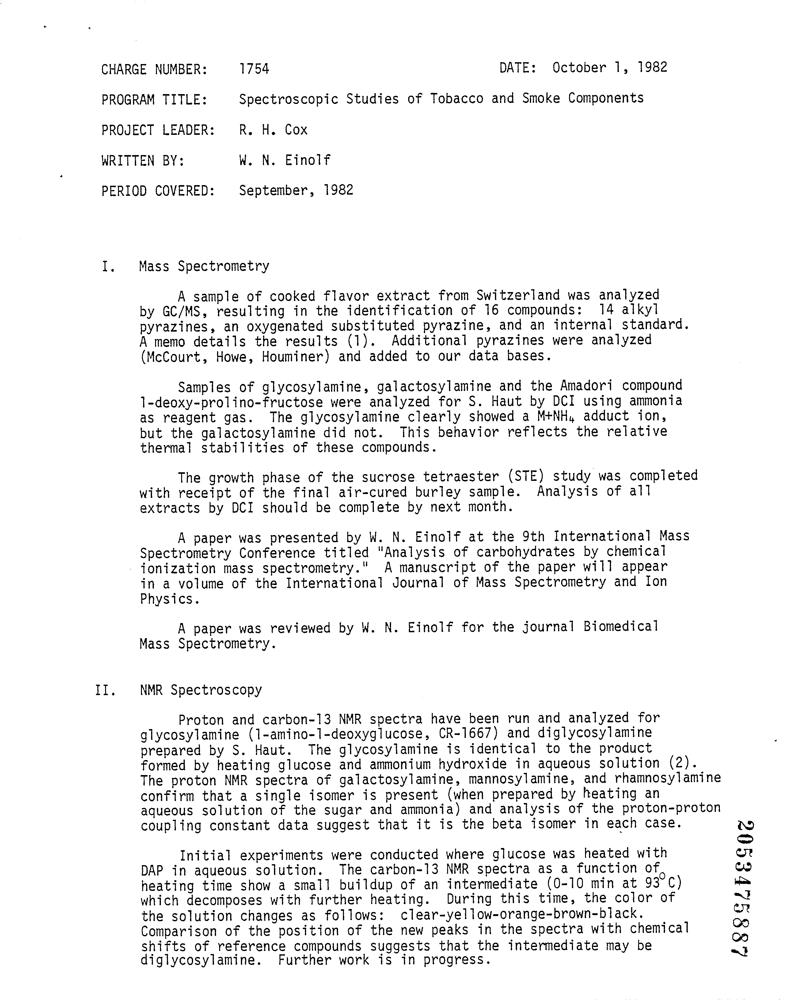 CHARGE NUMBER: 1754 DATE: October 1, 1982
PROGRAM TITLE: Spectroscopic Studies of Tobacco and Smoke Components
PROJECT LEADER: R. H. Cox
WRITTEN BY: W. N. Einolf
PERIOD COVERED: September, 1982
I. Mass Spectrometry
A sample of cooked flavor extract from Switzerland was analyzed
by GC/MS, resulting in the identification of 16 compounds: 14 alkyl
pyrazines, an oxygenated substituted pyrazine, and an internal standard.
A memo details the results (1). Additional pyrazines were analyzed
(McCourt, Howe, Houminer) and added to our data bases.
Samples of glycosylamine, galactosylamine and the Amadori compound
1-deoxy-prolino-fructose were analyzed for S. Haut by DCI using ammonia
as reagent gas. The glycosylamine clearly showed a M+NH₄ adduct ion,
but the galactosylamine did not. This behavior reflects the relative
thermal stabilities of these compounds.
The growth phase of the sucrose tetraester (STE) study was completed
with receipt of the final air-cured burley sample. Analysis of all
extracts by DCI should be complete by next month.
A paper was presented by W. N. Einolf at the 9th International Mass
Spectrometry Conference titled "Analysis of carbohydrates by chemical
ionization mass spectrometry." A manuscript of the paper will appear
in a volume of the International Journal of Mass Spectrometry and Ion
Physics.
A paper was reviewed by W. N. Einolf for the journal Biomedical
Mass Spectrometry.
II. NMR Spectroscopy
Proton and carbon-13 NMR spectra have been run and analyzed for
glycosylamine (1-amino-1-deoxyglucose, CR-1667) and diglycosylamine
prepared by S. Haut. The glycosylamine is identical to the product
formed by heating glucose and ammonium hydroxide in aqueous solution (2).
The proton NMR spectra of galactosylamine, mannosylamine, and rhamnosylamine
confirm that a single isomer is present (when prepared by heating an
aqueous solution of the sugar and ammonia) and analysis of the proton-proton
coupling constant data suggest that it is the beta isomer in each case.
Initial experiments were conducted where glucose was heated with
DAP in aqueous solution. The carbon-13 NMR spectra as a function of
heating time show a small buildup of an intermediate (0-10 min at 93°C)
which decomposes with further heating. During this time, the color of
the solution changes as follows: clear-yellow-orange-brown-black.
Comparison of the position of the new peaks in the spectra with chemical
shifts of reference compounds suggests that the intermediate may be
diglycosylamine. Further work is in progress.
2053475887